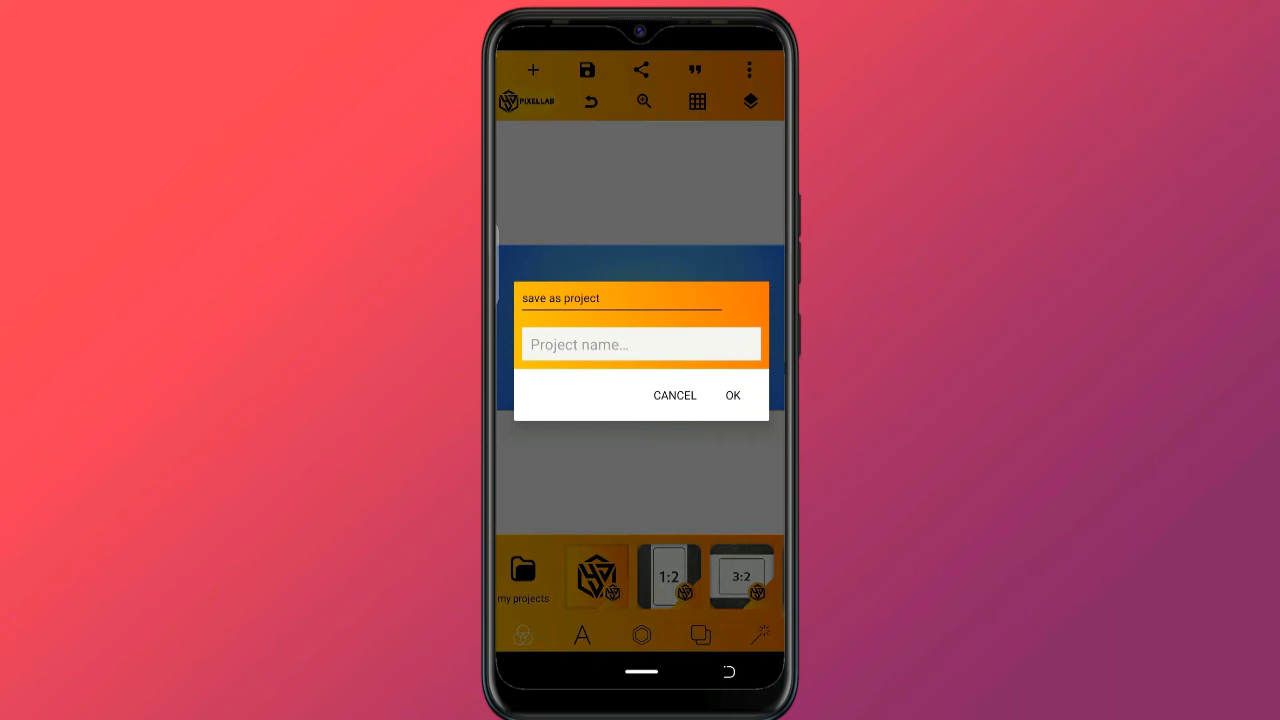 PIXELLAB
save as project
Project name...
CANCEL OK
my projects
1:2
3:2